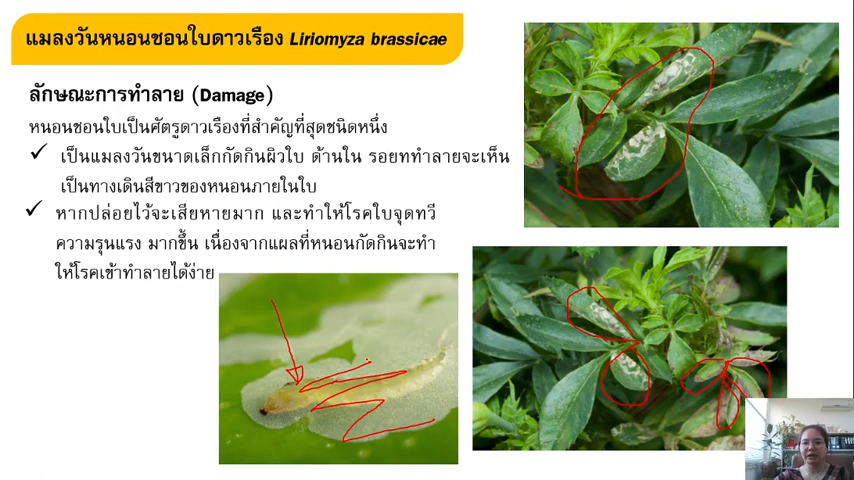 แมลงวันหนอนชอนใบดาวเรือง Liriomyza brassicae
ลักษณะการทำลาย (Damage)
หนอนชอนใบเป็นศัตรูดาวเรืองที่สำคัญที่สุดชนิดหนึ่ง
✓ เป็นแมลงวันขนาดเล็กกัดกินผิวใบ ด้านใน รอยททำลายจะเห็น
เป็นทางเดินสีขาวของหนอนภายในใบ
✓ หากปล่อยไว้จะเสียหายมาก และทำให้โรคใบจุดทวี
ความรุนแรง มากขึ้น เนื่องจากแผลที่หนอนกัดกินจะทำ
ให้โรคเข้าทำลายได้ง่าย